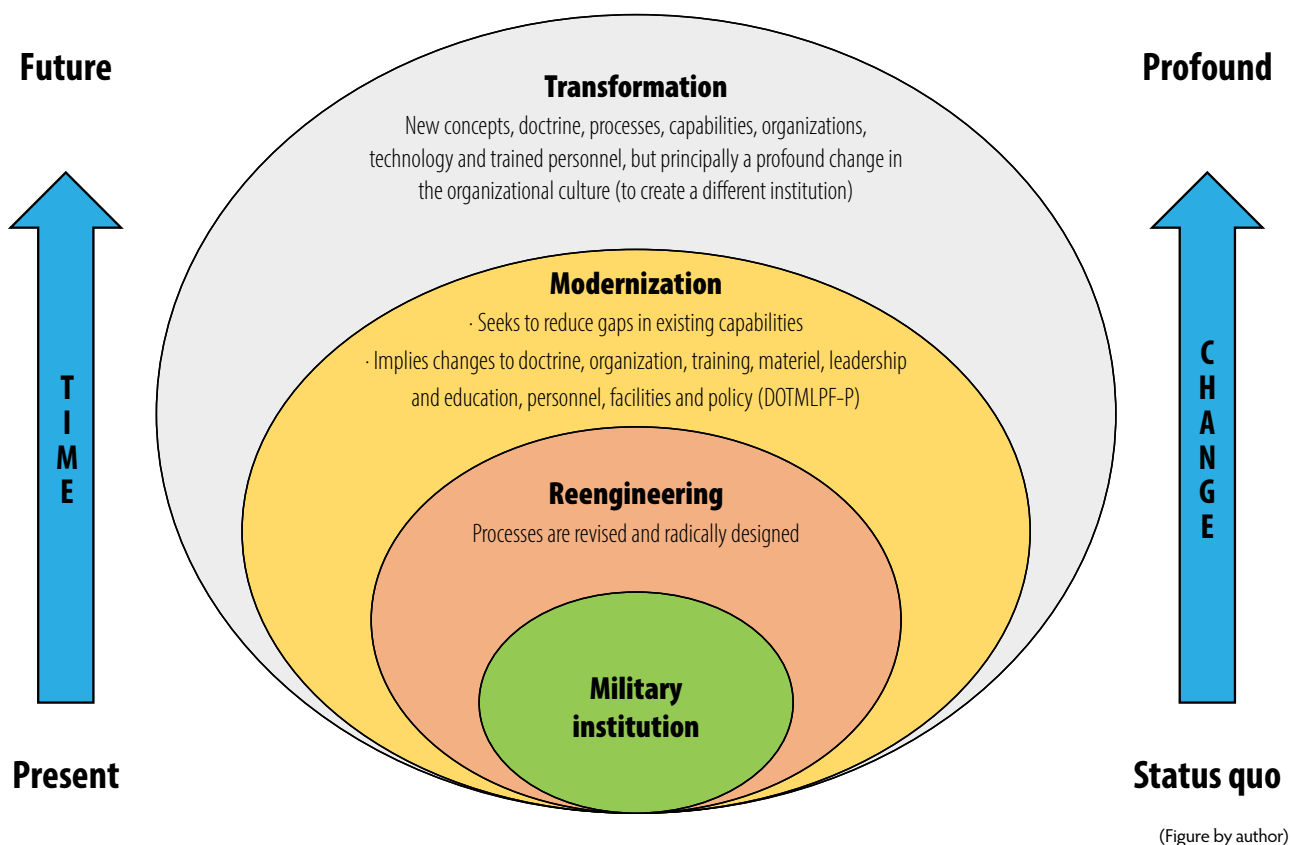 Future
Profound
Transformation
New concepts, doctrine, processes, capabilities, organizations,
technology and trained personnel, but principally a profound change in
the organizational culture (to create a different institution)
Modernization
· Seeks to reduce gaps in existing capabilities
· Implies changes to doctrine, organization, training, materiel, leadership
and education, personnel, facilities and policy (DOTMLPF-P)
TIME
CHANGE
Reengineering
Processes are revised and radically designed
Military
institution
Present
Status quo
(Figure by author)